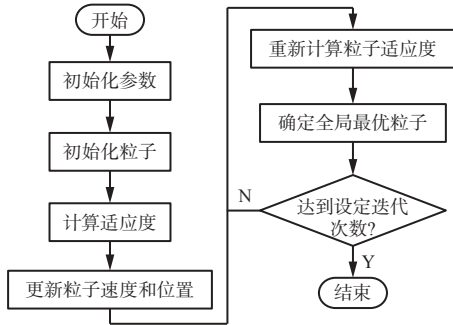 开始
初始化参数
初始化粒子
计算适应度
更新粒子速度和位置
重新计算粒子适应度
确定全局最优粒子
达到设定迭代
次数?
N
Y
结束